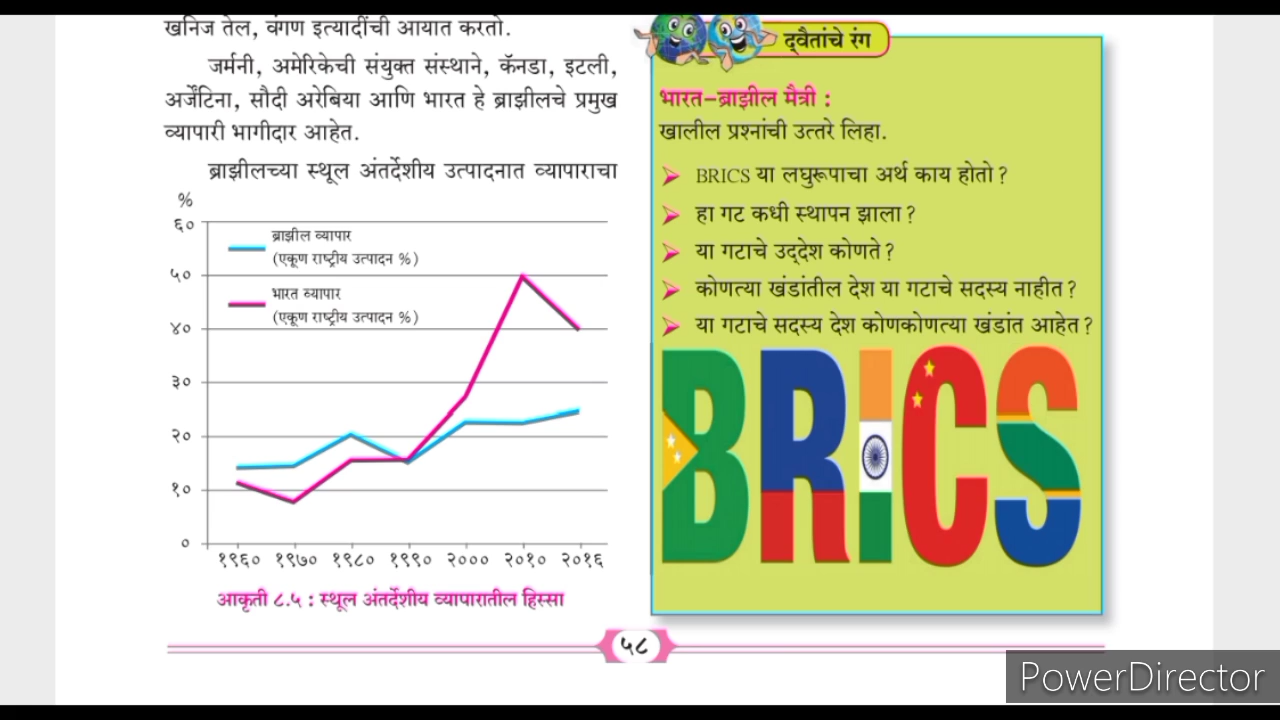 खनिज तेल, वंगण इत्यादींची आयात करतो.
जर्मनी, अमेरिकेची संयुक्त संस्थाने, कॅनडा, इटली,
अर्जेंटिना, सौदी अरेबिया आणि भारत हे ब्राझीलचे प्रमुख
व्यापारी भागीदार आहेत.
ब्राझीलच्या स्थूल अंतर्देशीय उत्पादनात व्यापाराचा
%
६०
५०
४०
३०
२०
१०
०
ब्राझील व्यापार
(एकूण राष्ट्रीय उत्पादन %)
भारत व्यापार
(एकूण राष्ट्रीय उत्पादन %)
१९६० १९७० १९८० १९९० २००० २०१० २०१६
आकृती ८.५ : स्थूल अंतर्देशीय व्यापारातील हिस्सा
द्वैतांचे रंग
भारत-ब्राझील मैत्री :
खालील प्रश्नांची उत्तरे लिहा.
BRICS या लघुरूपाचा अर्थ काय होतो ?
हा गट कधी स्थापन झाला ?
या गटाचे उद्देश कोणते ?
कोणत्या खंडांतील देश या गटाचे सदस्य नाहीत ?
या गटाचे सदस्य देश कोणकोणत्या खंडांत आहेत ?
BRICS
५८
PowerDirector